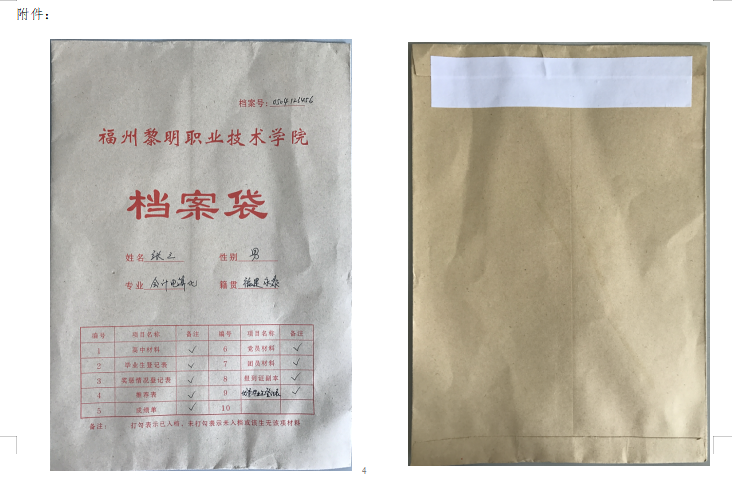 附件：
档案号：
福州黎明职业技术学院
档案袋
姓名 张三 性别 男
专业 会计电算化 籍贯 福建永泰
编号 项目名称 备注 编号 项目名称 备注
1 高中材料 ✓ 6 党员材料 ✓
2 毕业生登记表 ✓ 7 团员材料 ✓
3 奖惩情况登记表 ✓ 8 报到证副本 ✓
4 推荐表 ✓ 9 ✓
5 成绩单 ✓ 10
备注： 打勾表示已入档，未打勾表示未入档或该生无该项材料
4